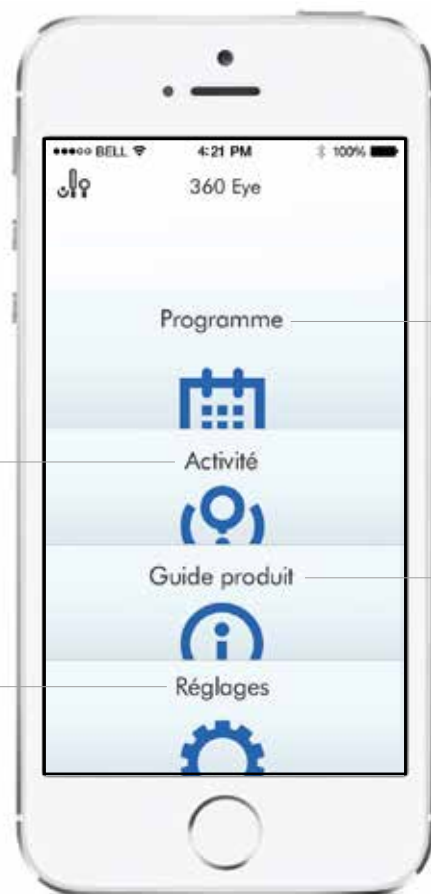 BELL 4:21 PM 100%
360 Eye
Programme
Activité
Guide produit
Réglages